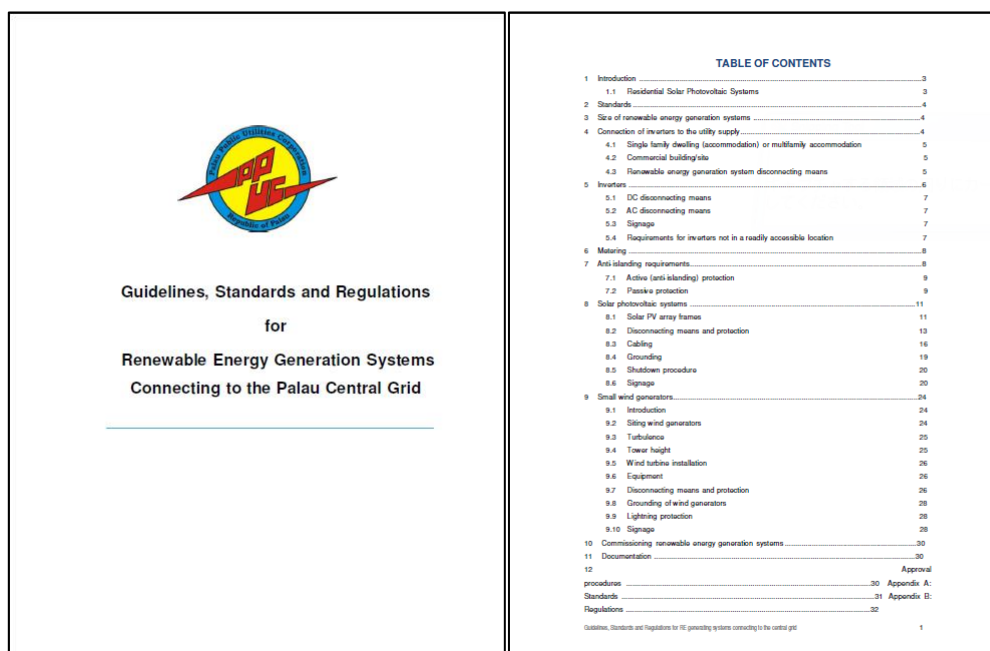 Palau Public Utilities Corporation
PPUC
Republic of Palau
Guidelines, Standards and Regulations
for
Renewable Energy Generation Systems
Connecting to the Palau Central Grid
TABLE OF CONTENTS
1 Introduction 3
1.1 Residential Solar Photovoltaic Systems 3
2 Standards 4
3 Size of renewable energy generation systems 4
4 Connection of inverters to the utility supply 4
4.1 Single family dwelling (accommodation) or multifamily accommodation 5
4.2 Commercial building/site 5
4.3 Renewable energy generation system disconnecting means 5
5 Inverters 6
5.1 DC disconnecting means 7
5.2 AC disconnecting means 7
5.3 Signage 7
5.4 Requirements for inverters not in a readily accessible location 7
6 Metering 8
7 Anti-islanding requirements 8
7.1 Active (anti-islanding) protection 9
7.2 Passive protection 9
8 Solar photovoltaic systems 11
8.1 Solar PV array frames 11
8.2 Disconnecting means and protection 13
8.3 Cabling 16
8.4 Grounding 19
8.5 Shutdown procedure 20
8.6 Signage 20
9 Small wind generators 24
9.1 Introduction 24
9.2 Siting wind generators 24
9.3 Turbulence 25
9.4 Tower height 25
9.5 Wind turbine installation 26
9.6 Equipment 26
9.7 Disconnecting means and protection 26
9.8 Grounding of wind generators 28
9.9 Lightning protection 28
9.10 Signage 28
10 Commissioning renewable energy generation systems 30
11 Documentation 30
12 Approval
procedures 30 Appendix A:
Standards 31 Appendix B:
Regulations 32
Guidelines, Standards and Regulations for RE generating systems connecting to the central grid 1